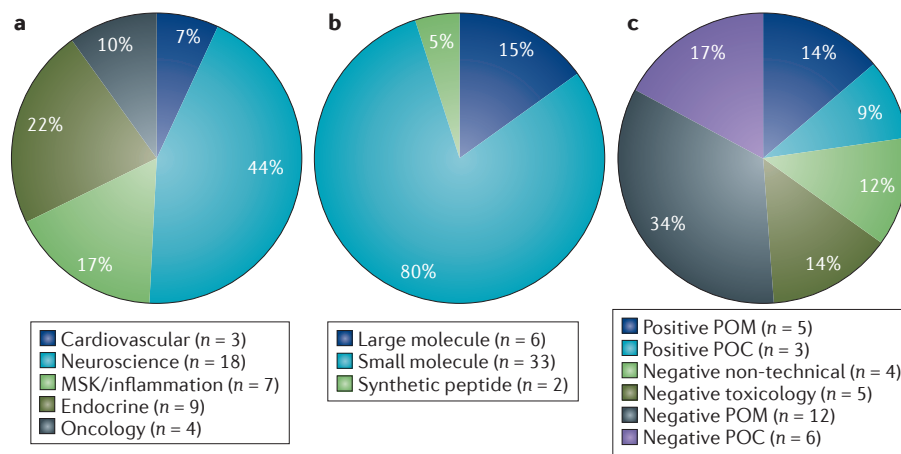 a
7%
44%
17%
22%
10%
Cardiovascular (n = 3)
Neuroscience (n = 18)
MSK/inflammation (n = 7)
Endocrine (n = 9)
Oncology (n = 4)
b
15%
80%
5%
Large molecule (n = 6)
Small molecule (n = 33)
Synthetic peptide (n = 2)
c
14%
9%
12%
14%
34%
17%
Positive POM (n = 5)
Positive POC (n = 3)
Negative non-technical (n = 4)
Negative toxicology (n = 5)
Negative POM (n = 12)
Negative POC (n = 6)